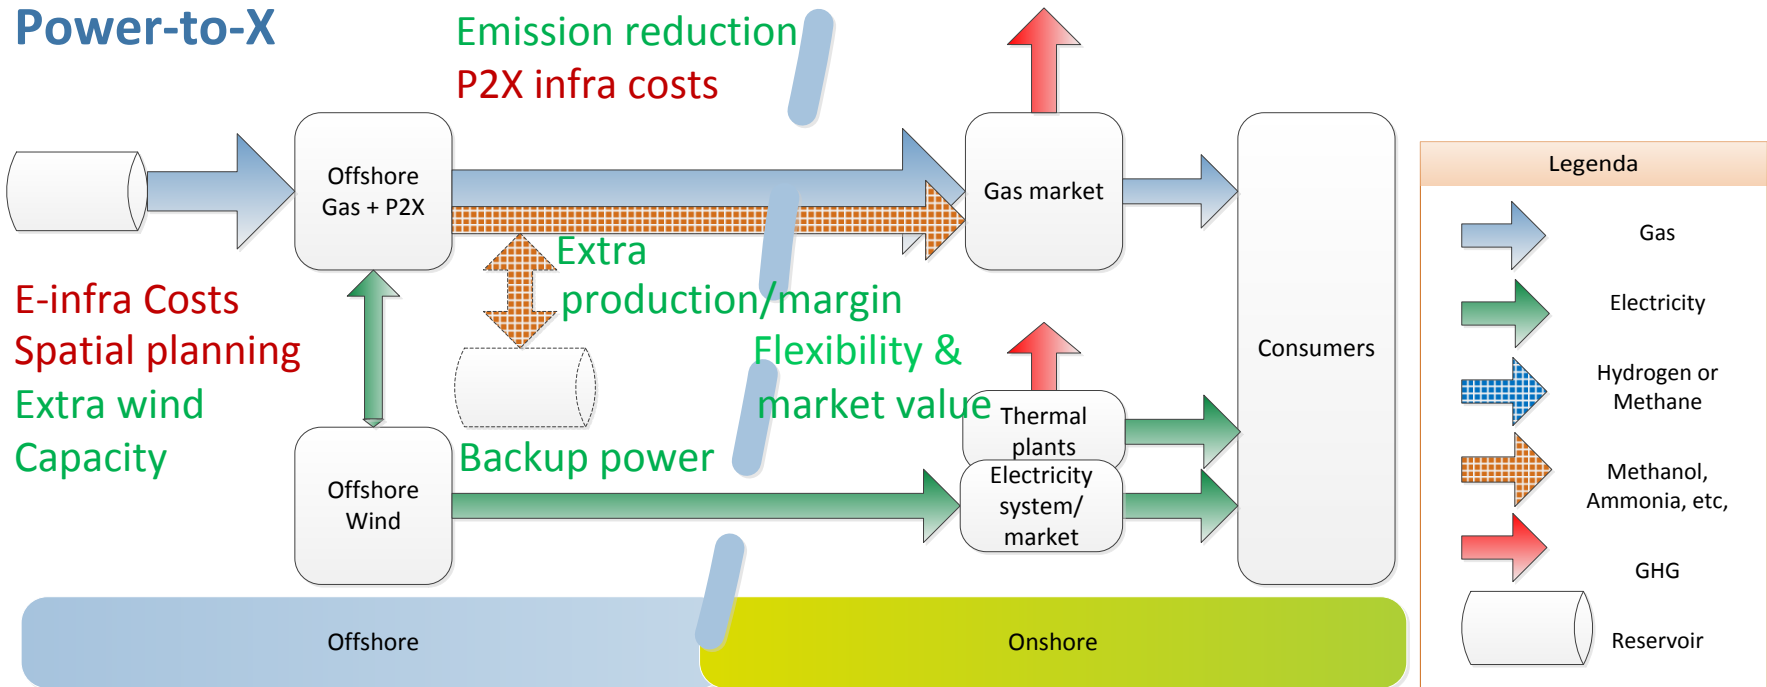 Power-to-X
Emission reduction
P2X infra costs
Offshore
Gas + P2X
Gas market
Consumers
E-infra Costs
Spatial planning
Extra wind
Capacity
Extra
production/margin
Flexibility &
market value
Backup power
Thermal
plants
Offshore
Wind
Electricity
system/
market
Offshore
Onshore
Legenda
Gas
Electricity
Hydrogen or
Methane
Methanol,
Ammonia, etc,
GHG
Reservoir